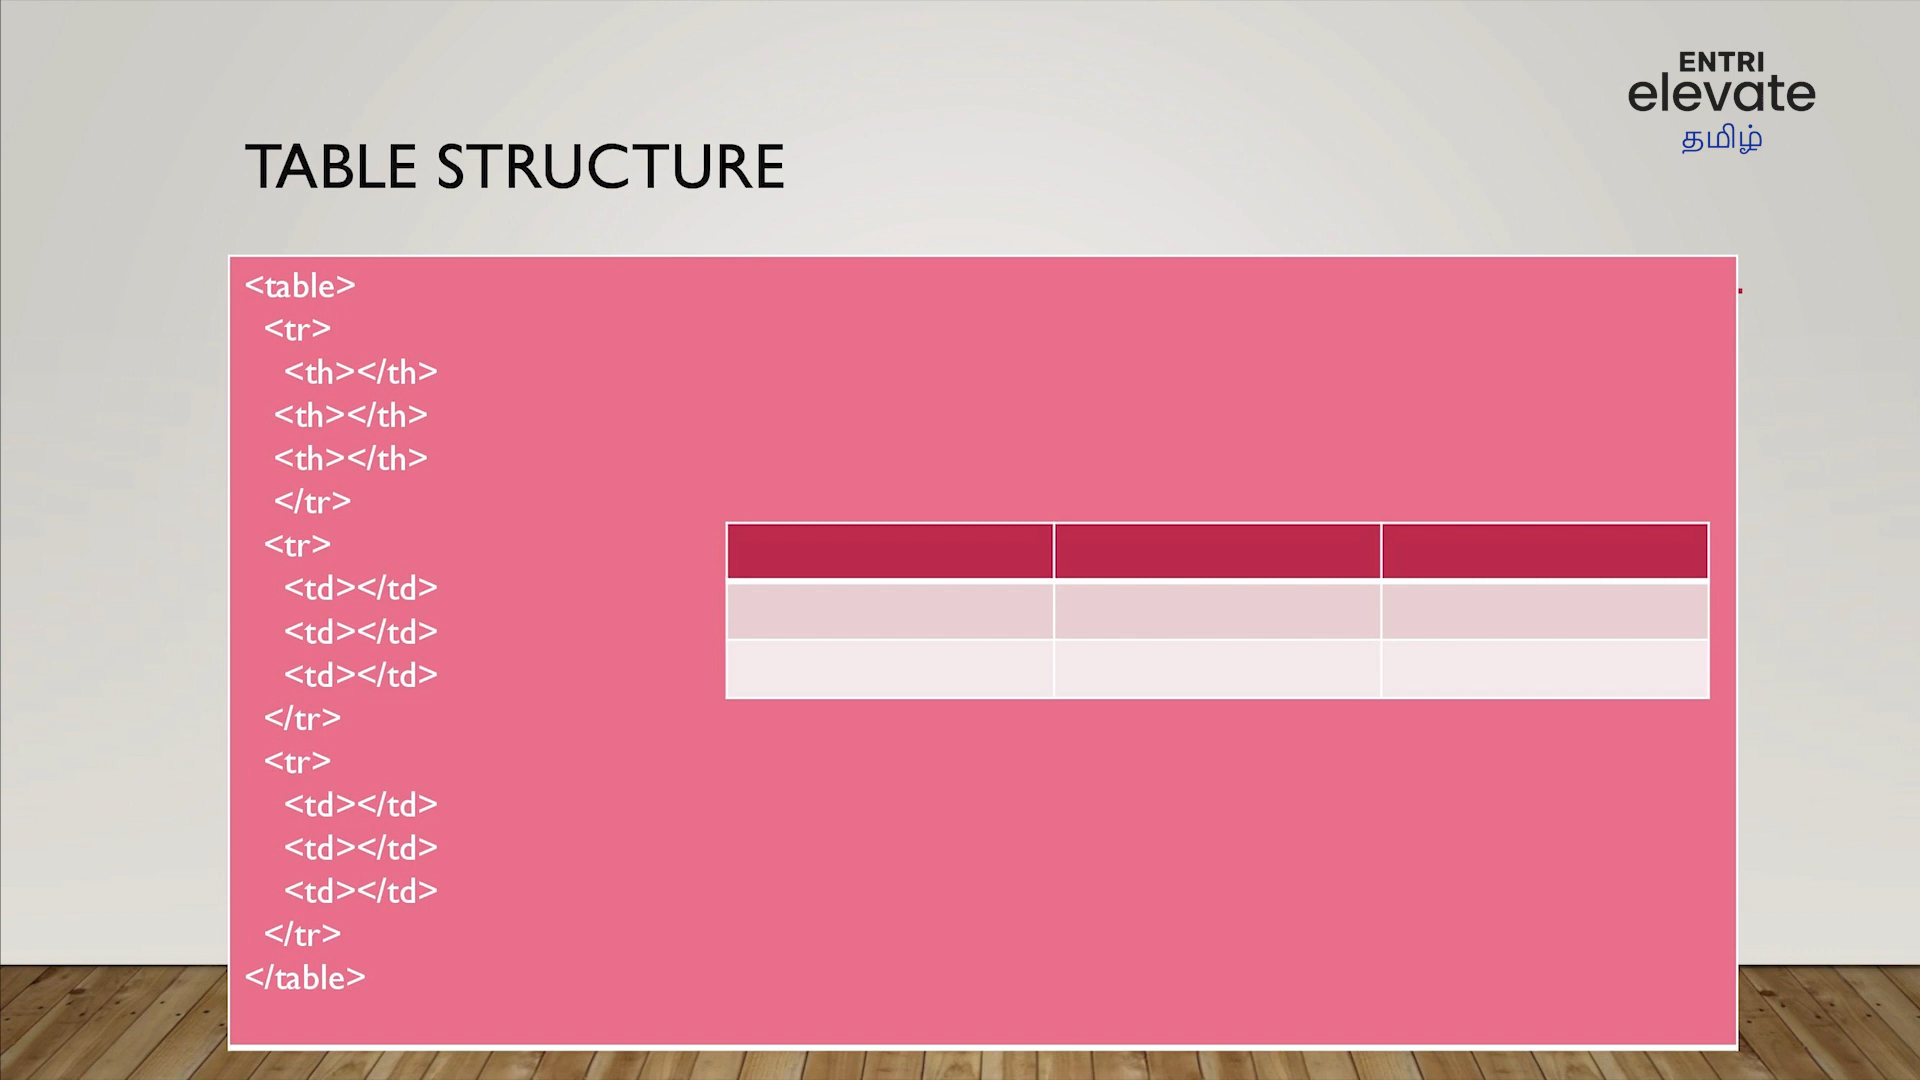 ENTRI
elevate
தமிழ்
TABLE STRUCTURE
<table>
<tr>
<th></th>
<th></th>
<th></th>
</tr>
<tr>
<td></td>
<td></td>
<td></td>
</tr>
<tr>
<td></td>
<td></td>
<td></td>
</tr>
</table>